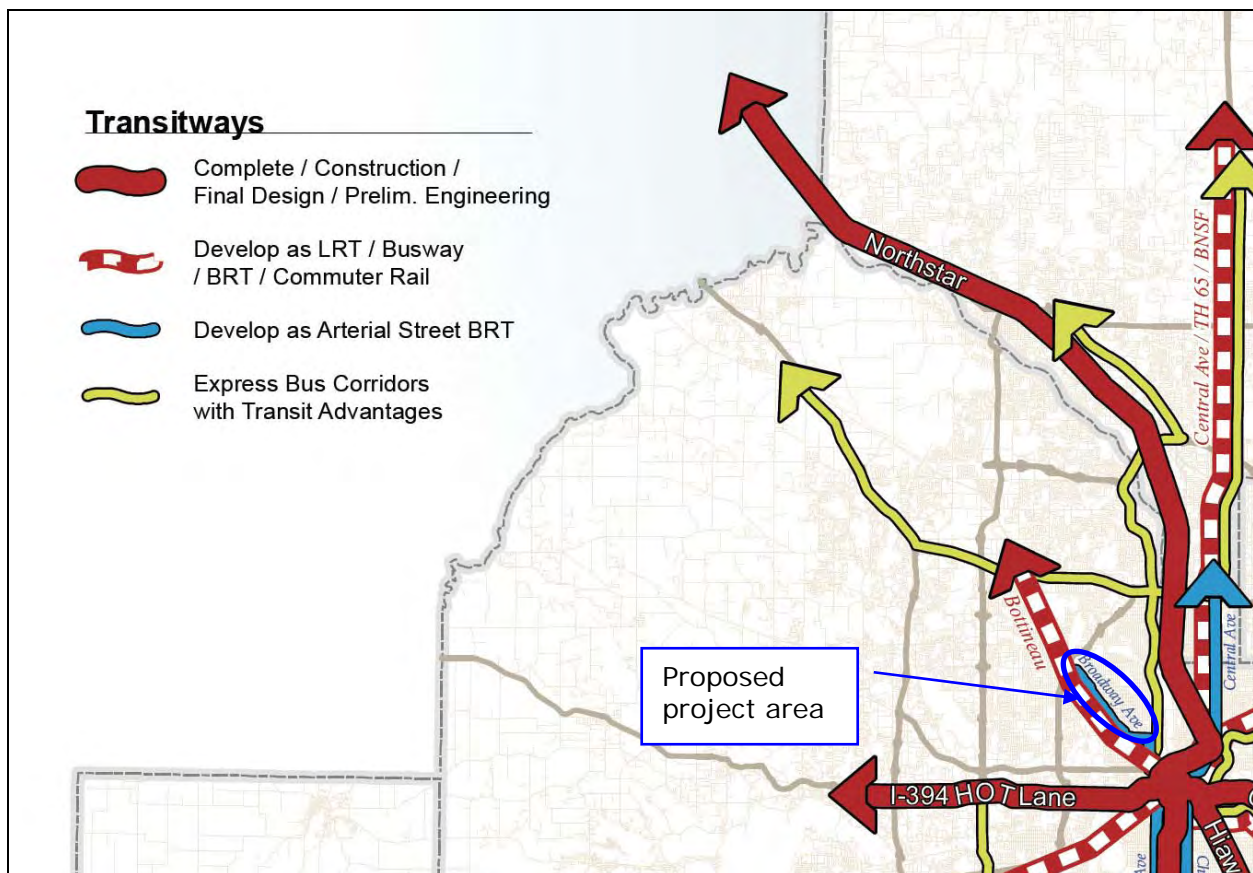 Transitways
Complete / Construction /
Final Design / Prelim. Engineering
Develop as LRT / Busway
/ BRT / Commuter Rail
Develop as Arterial Street BRT
Express Bus Corridors
with Transit Advantages
Northstar
Central Ave / TH 65 / BNSF
Bottineau
Broadway Ave
Central Ave
Proposed
project area
I-394 HOT Lane
Hiaw
Ave